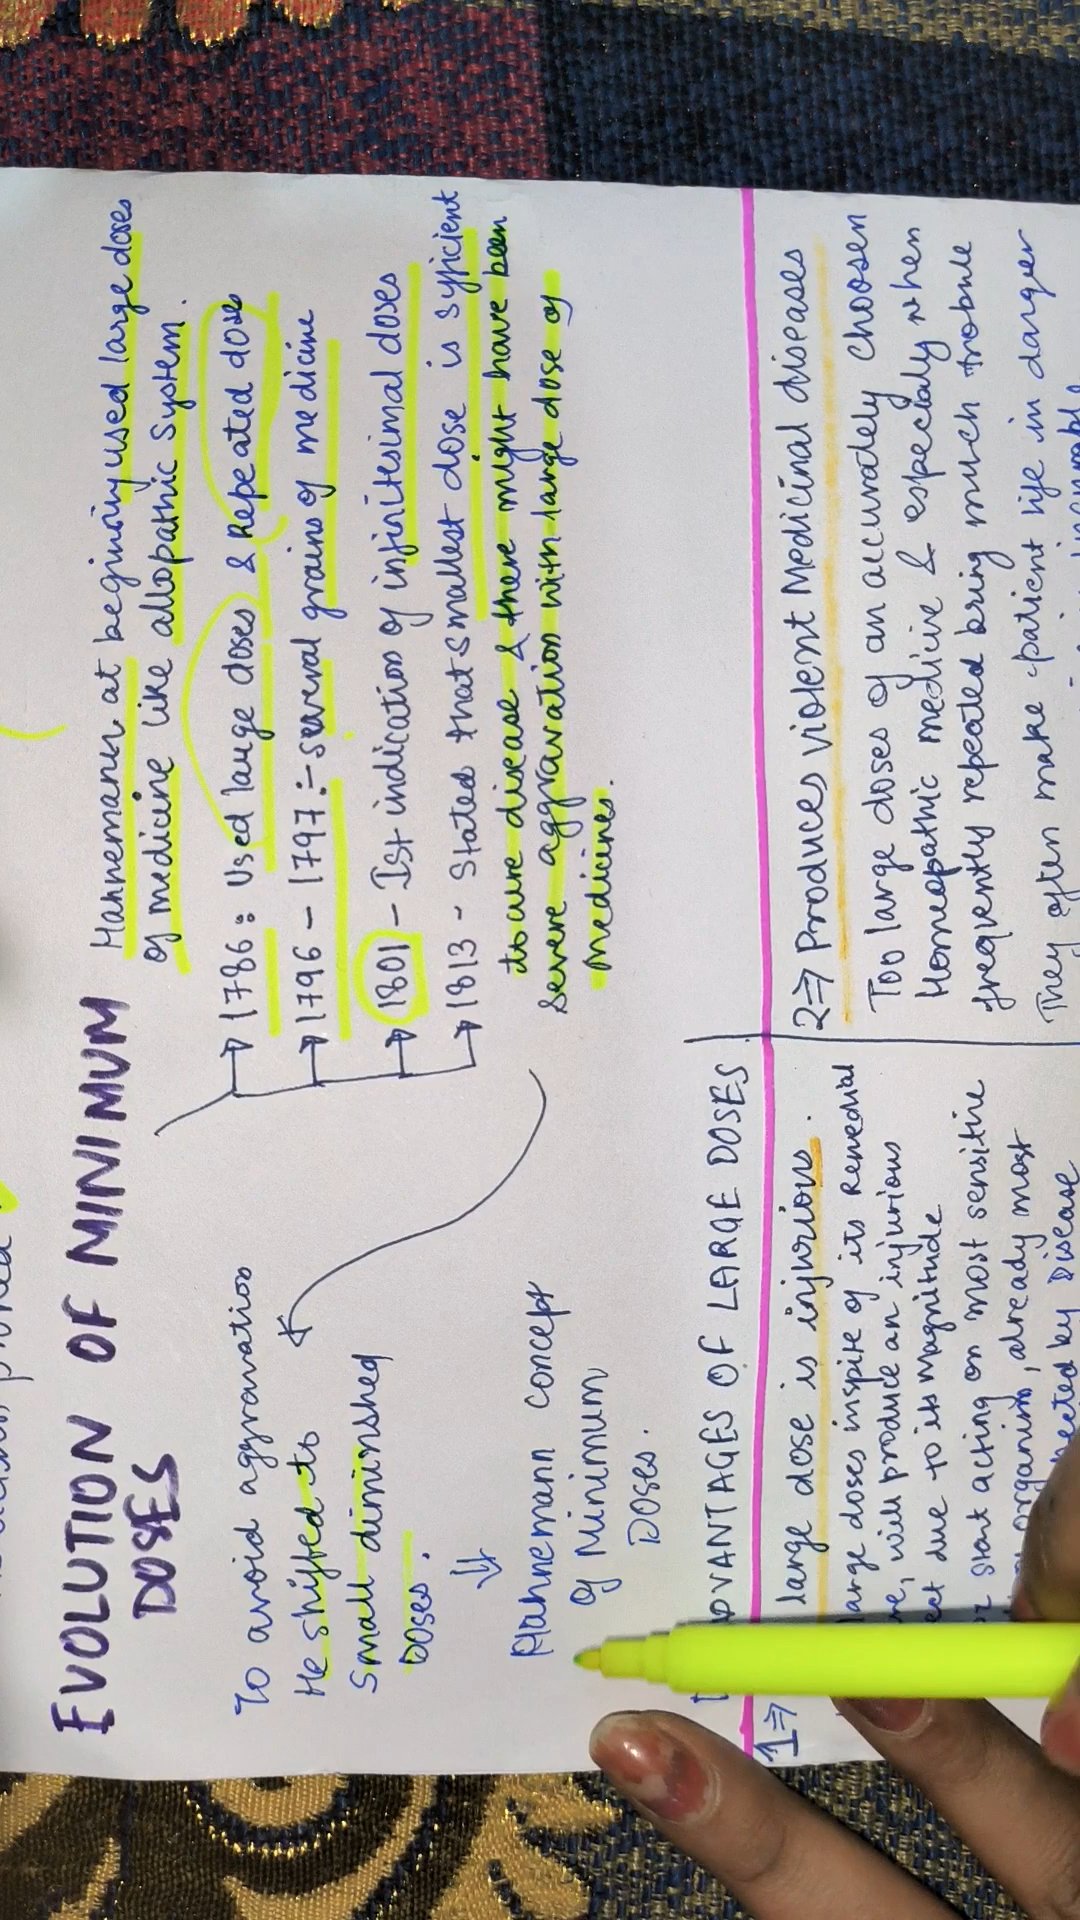 EVOLUTION OF MINIMUM
DOSES
Hahnemann at beginning used large doses
of medicine like allopathic system.
1786: Used large doses & Repeated doses
1796 - 1797:- several grains of medicine
1801 - Ist indication of infinitesimal doses
1813 - Stated that smallest dose is sufficient
to cure disease & there might have been
severe aggravation with large dose of
medicines.
To avoid aggravation
He shifted to
Small diminished
Doses.
Hahnemann concept
of Minimum
Doses.
ADVANTAGES OF LARGE DOSES
1⇒ large dose is injurious.
large doses inspite of its remedial
will produce an injurious
due to its magnitude
acting on most sensitive
organism, already most
by Disease
2⇒ Produces violent Medicinal diseases
Too large doses of an accurately choosen
Homeopathic medicine & especialy when
frequently repeated bring much trobule
They often make patient life in danger